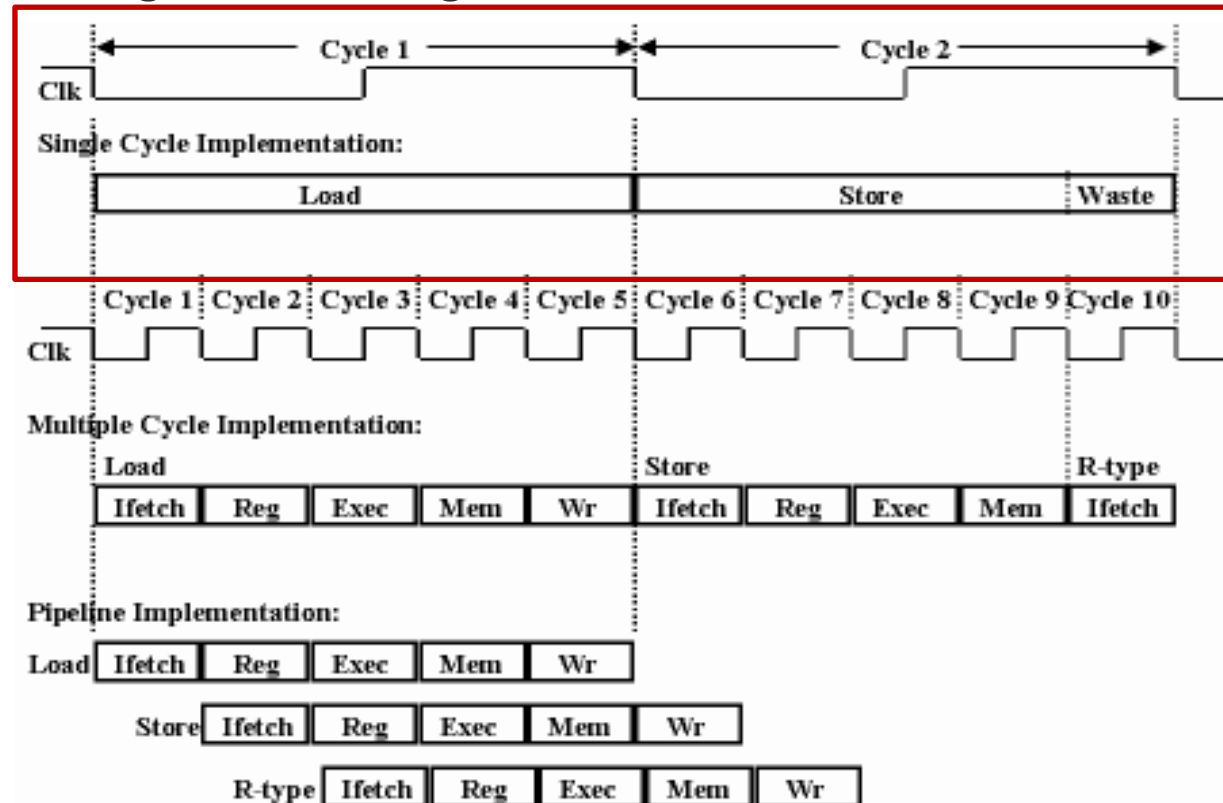 Cycle 1 Cycle 2
Clk
Single Cycle Implementation:
Load Store Waste
Cycle 1 Cycle 2 Cycle 3 Cycle 4 Cycle 5 Cycle 6 Cycle 7 Cycle 8 Cycle 9 Cycle 10
Clk
Multiple Cycle Implementation:
Load Store R-type
Ifetch Reg Exec Mem Wr Ifetch Reg Exec Mem Ifetch
Pipeline Implementation:
Load Ifetch Reg Exec Mem Wr
Store Ifetch Reg Exec Mem Wr
R-type Ifetch Reg Exec Mem Wr